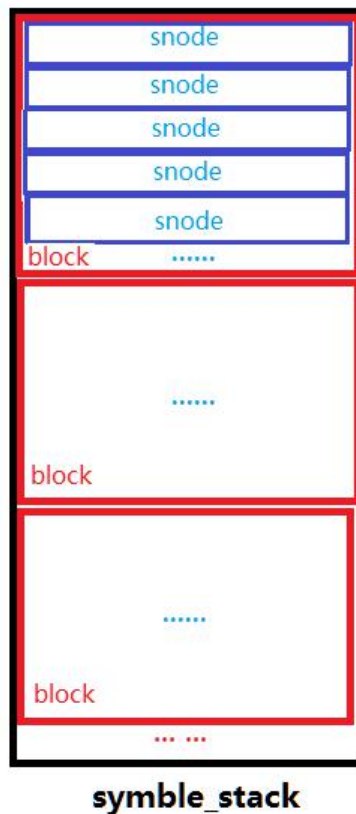 snode
snode
snode
snode
snode
block ······
······
block
······
block
··· ···
symble_stack